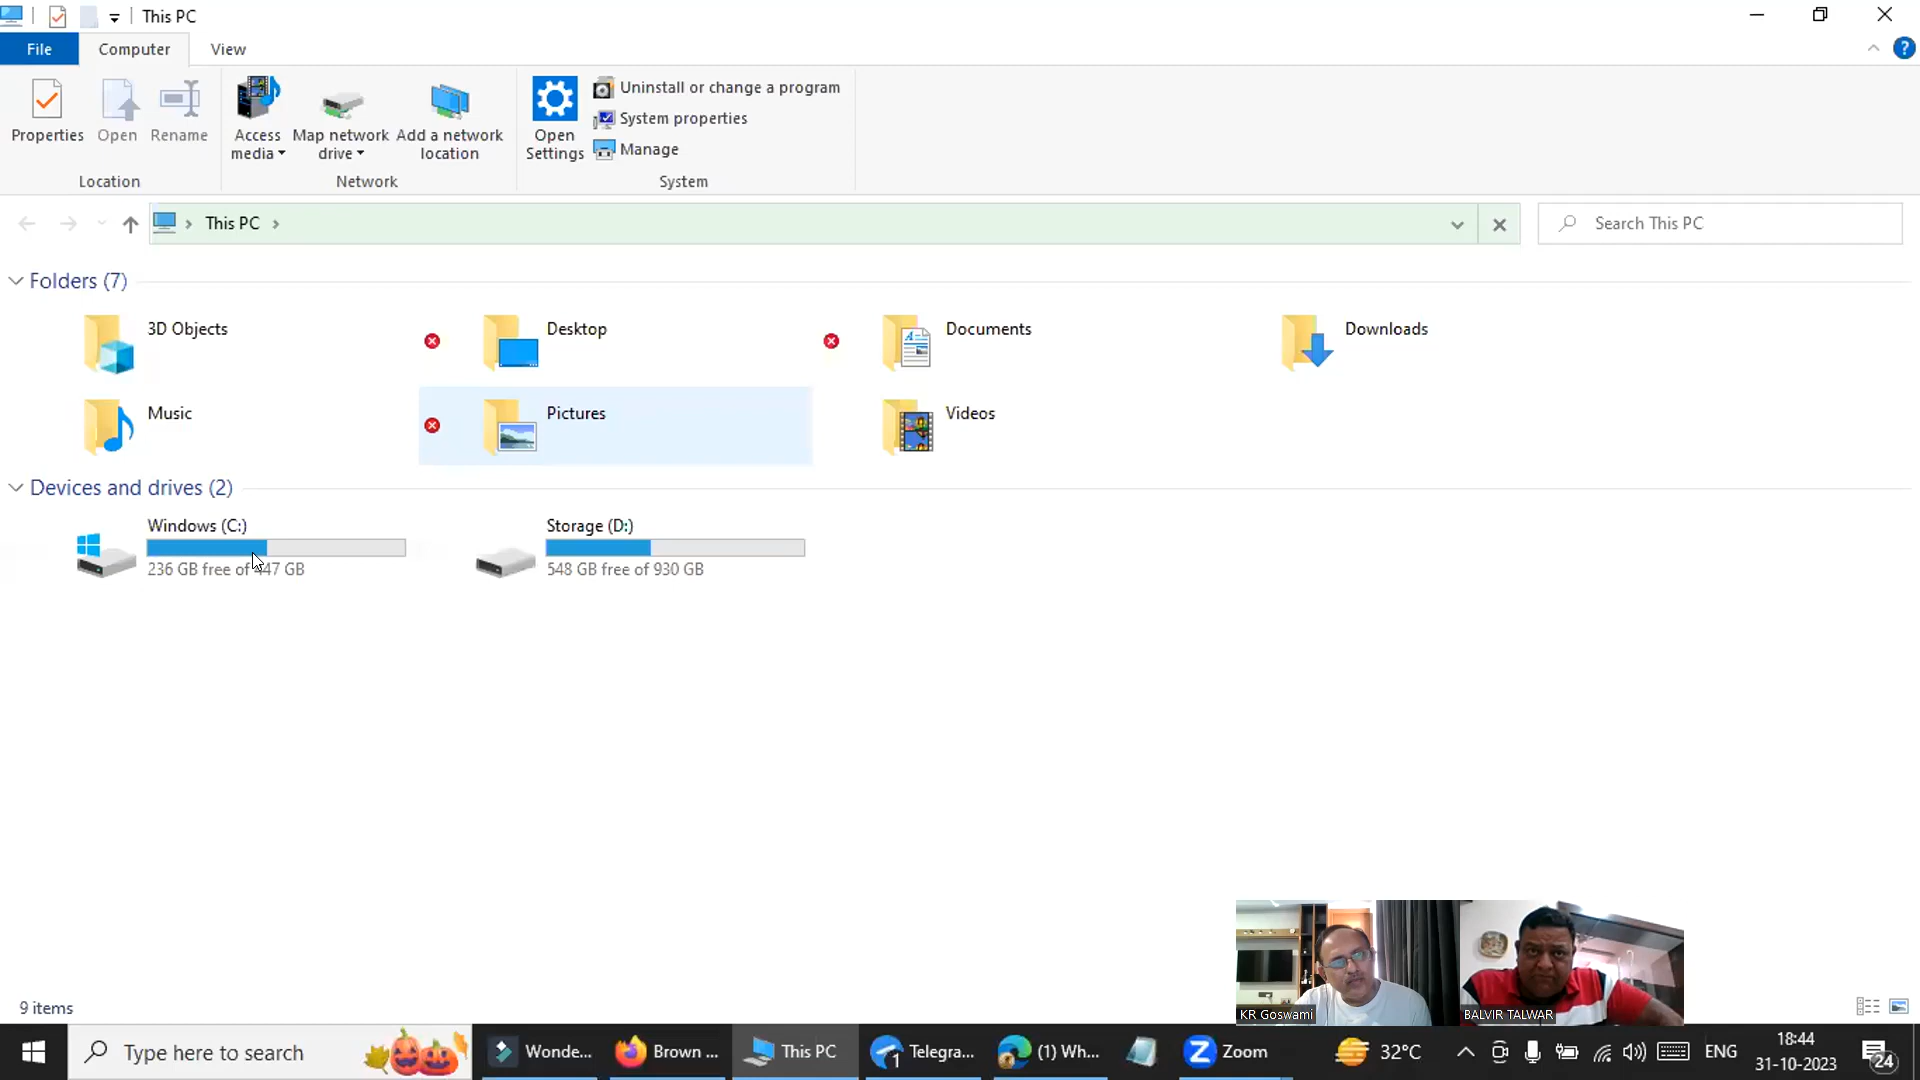 This PC
File
Computer
View
Properties
Open
Rename
Access
media
Map network
drive
Add a network
location
Open
Settings
Uninstall or change a program
System properties
Manage
Location
Network
System
This PC
Search This PC
Folders (7)
3D Objects
Desktop
Documents
Downloads
Music
Pictures
Videos
Devices and drives (2)
Windows (C:)
236 GB free of 447 GB
Storage (D:)
548 GB free of 930 GB
KR Goswami
BALVIR TALWAR
9 items
Type here to search
Wonde...
Brown ...
This PC
Telegra...
(1) Wh...
Zoom
32°C
ENG
18:44
31-10-2023
24